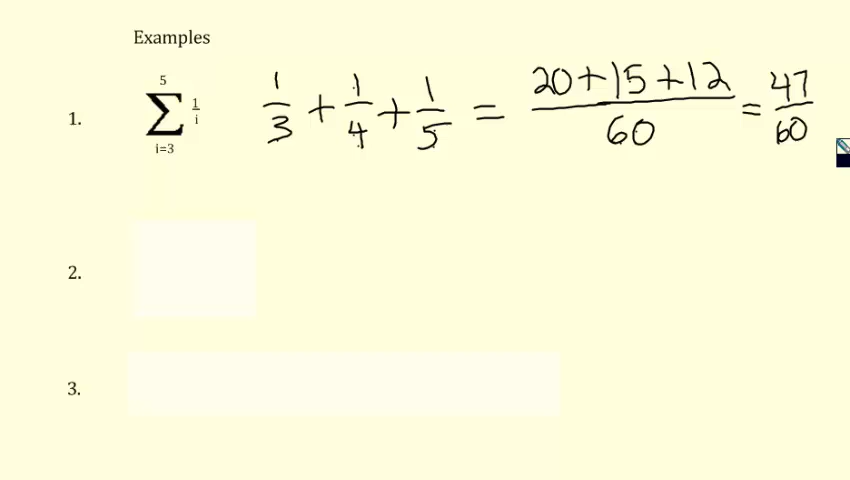 Examples
1. 5 ∑ i=3 1/i 1/3 + 1/4 + 1/5 = 20+15+12/60 = 47/60
2.
3.